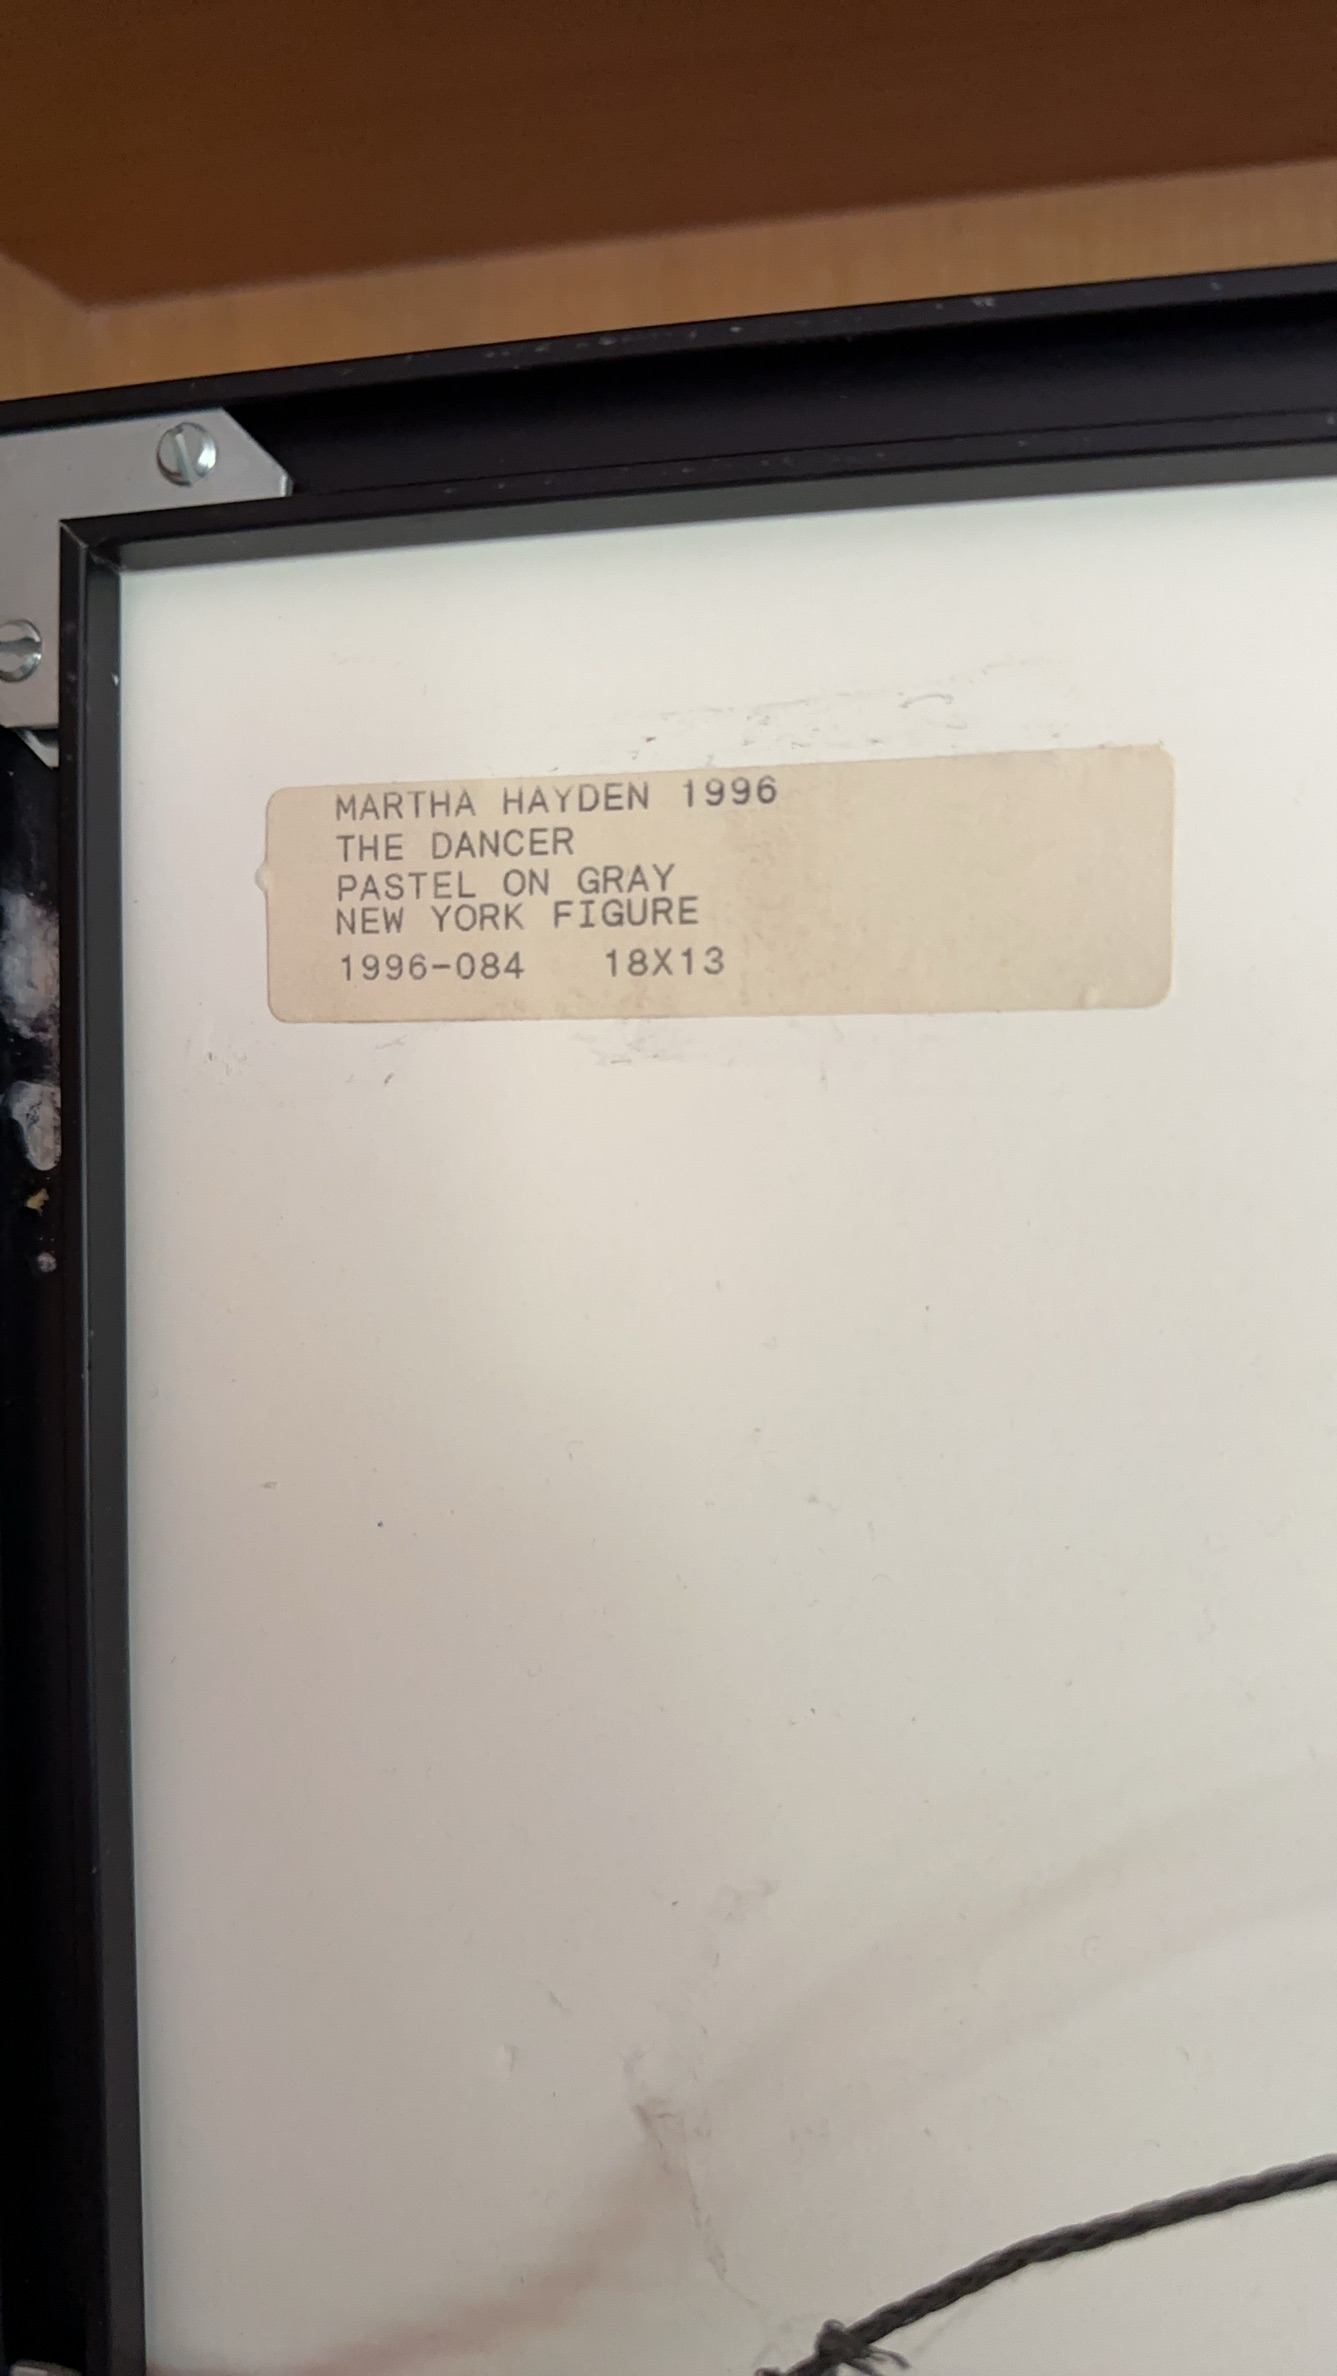 MARTHA HAYDEN 1996
THE DANCER
PASTEL ON GRAY
NEW YORK FIGURE
1996-084 18X13